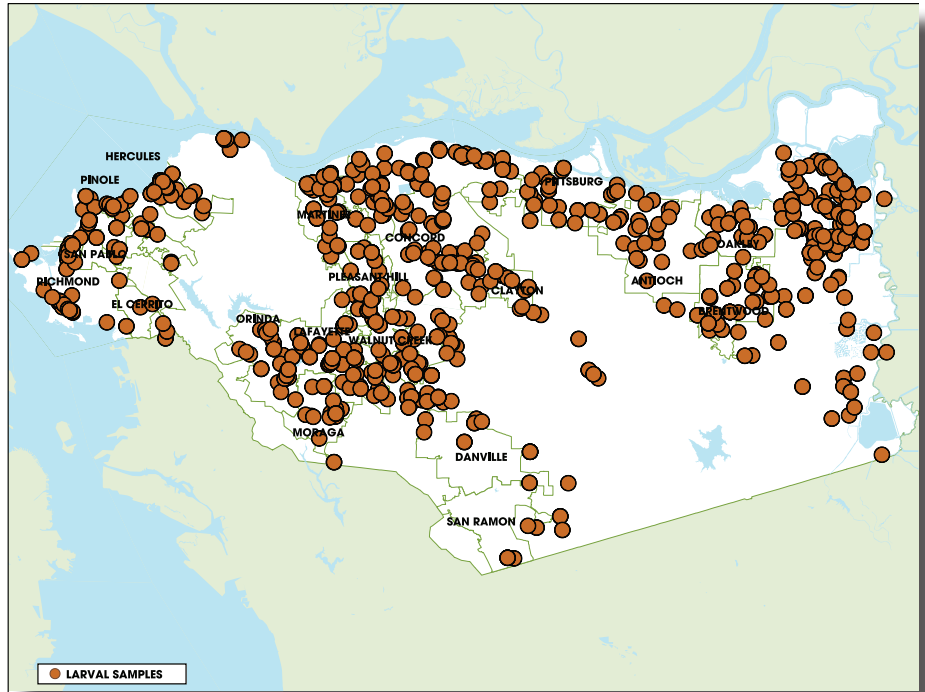 HERCULES
PINOLE
PITTSBURG
MARTINEZ
CONCORD
OAKLEY
SAN PABLO
PLEASANT HILL
RICHMOND
ANTIOCH
CLAYTON
EL CERRITO
BRENTWOOD
ORINDA
LAFAYETTE
WALNUT CREEK
MORAGA
DANVILLE
SAN RAMON
LARVAL SAMPLES